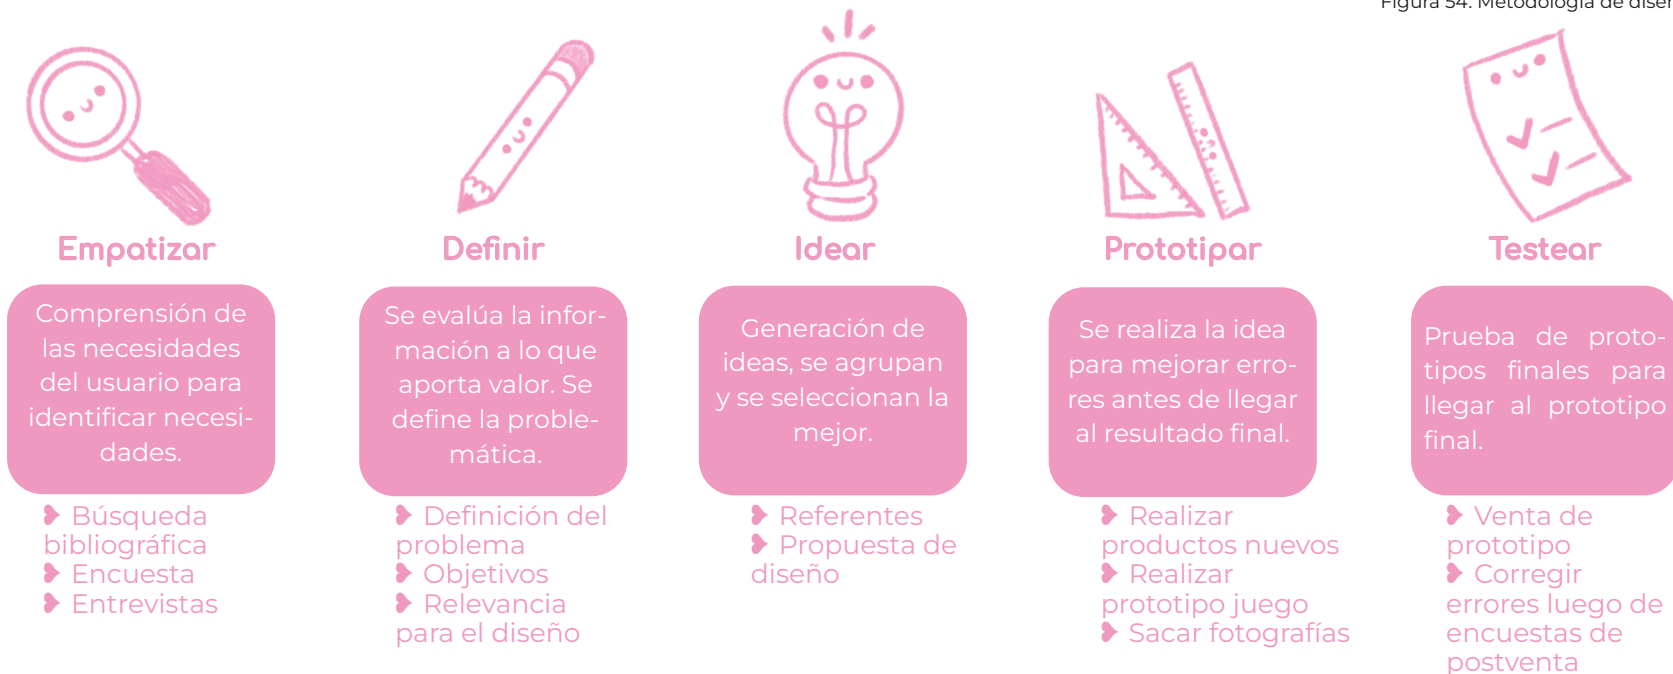 Figura 54. Metodología de diseñ
Empatizar
Comprensión de
las necesidades
del usuario para
identificar necesi-
dades.
❥ Búsqueda
bibliográfica
❥ Encuesta
❥ Entrevistas
Definir
Se evalúa la infor-
mación a lo que
aporta valor. Se
define la proble-
mática.
❥ Definición del
problema
❥ Objetivos
❥ Relevancia
para el diseño
Idear
Generación de
ideas, se agrupan
y se seleccionan la
mejor.
❥ Referentes
❥ Propuesta de
diseño
Prototipar
Se realiza la idea
para mejorar erro-
res antes de llegar
al resultado final.
❥ Realizar
productos nuevos
❥ Realizar
prototipo juego
❥ Sacar fotografías
Testear
Prueba de proto-
tipos finales para
llegar al prototipo
final.
❥ Venta de
prototipo
❥ Corregir
errores luego de
encuestas de
postventa